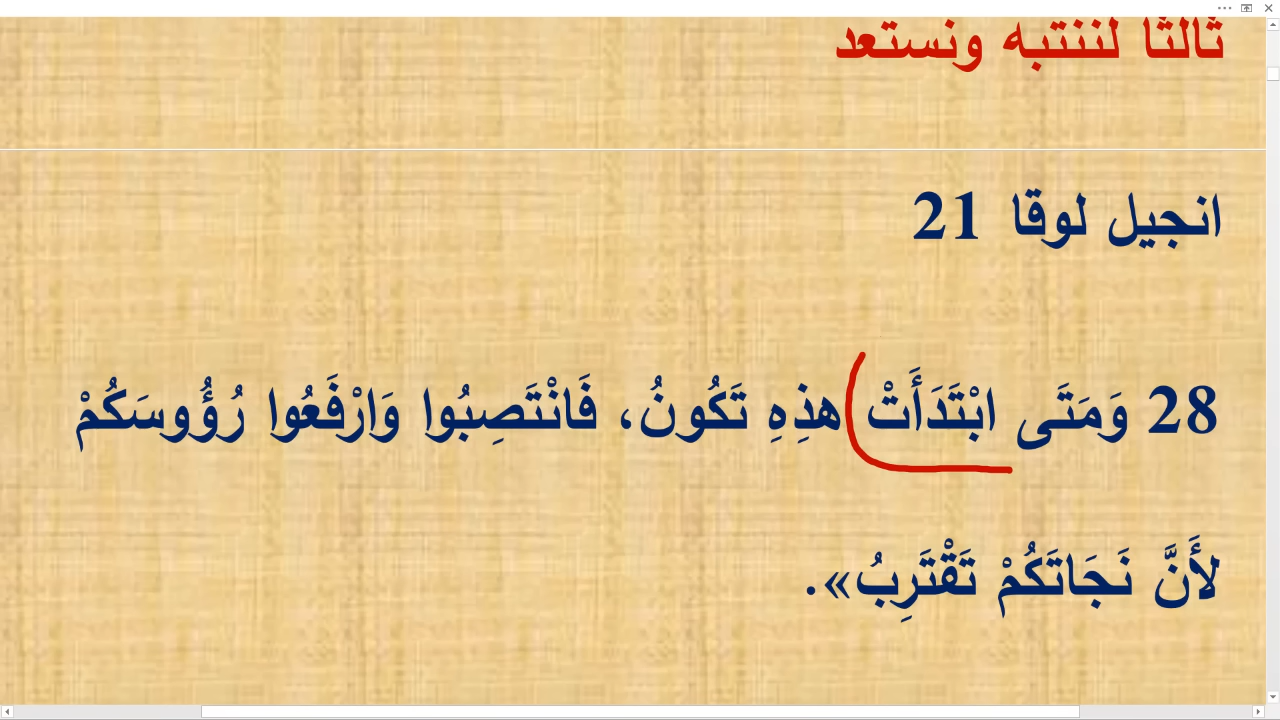 ثالثا لننتبه ونستعد
انجيل لوقا 21
28 وَمَتَى ابْتَدَأَتْ هذِهِ تَكُونُ، فَانْتَصِبُوا وَارْفَعُوا رُؤُوسَكُمْ
لأَنَّ نَجَاتَكُمْ تَقْتَرِبُ».